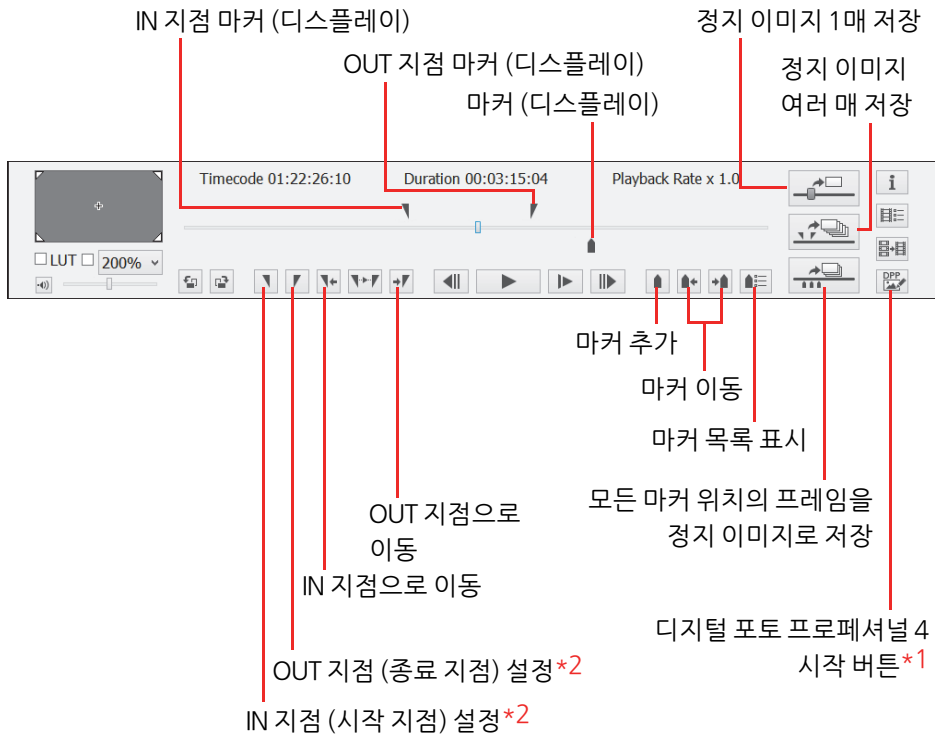 IN 지점 마커 (디스플레이)
정지 이미지 1매 저장
OUT 지점 마커 (디스플레이)
정지 이미지
여러 매 저장
마커 (디스플레이)
Timecode 01:22:26:10
Duration 00:03:15:04
Playback Rate x 1.0
LUT
200%
DPP
마커 추가
마커 이동
마커 목록 표시
모든 마커 위치의 프레임을
정지 이미지로 저장
OUT 지점으로
이동
IN 지점으로 이동
디지털 포토 프로페셔널 4
시작 버튼*1
OUT 지점 (종료 지점) 설정*2
IN 지점 (시작 지점) 설정*2